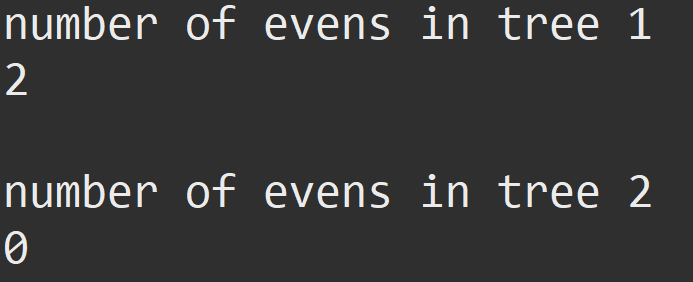 number of evens in tree 1
2
number of evens in tree 2
0